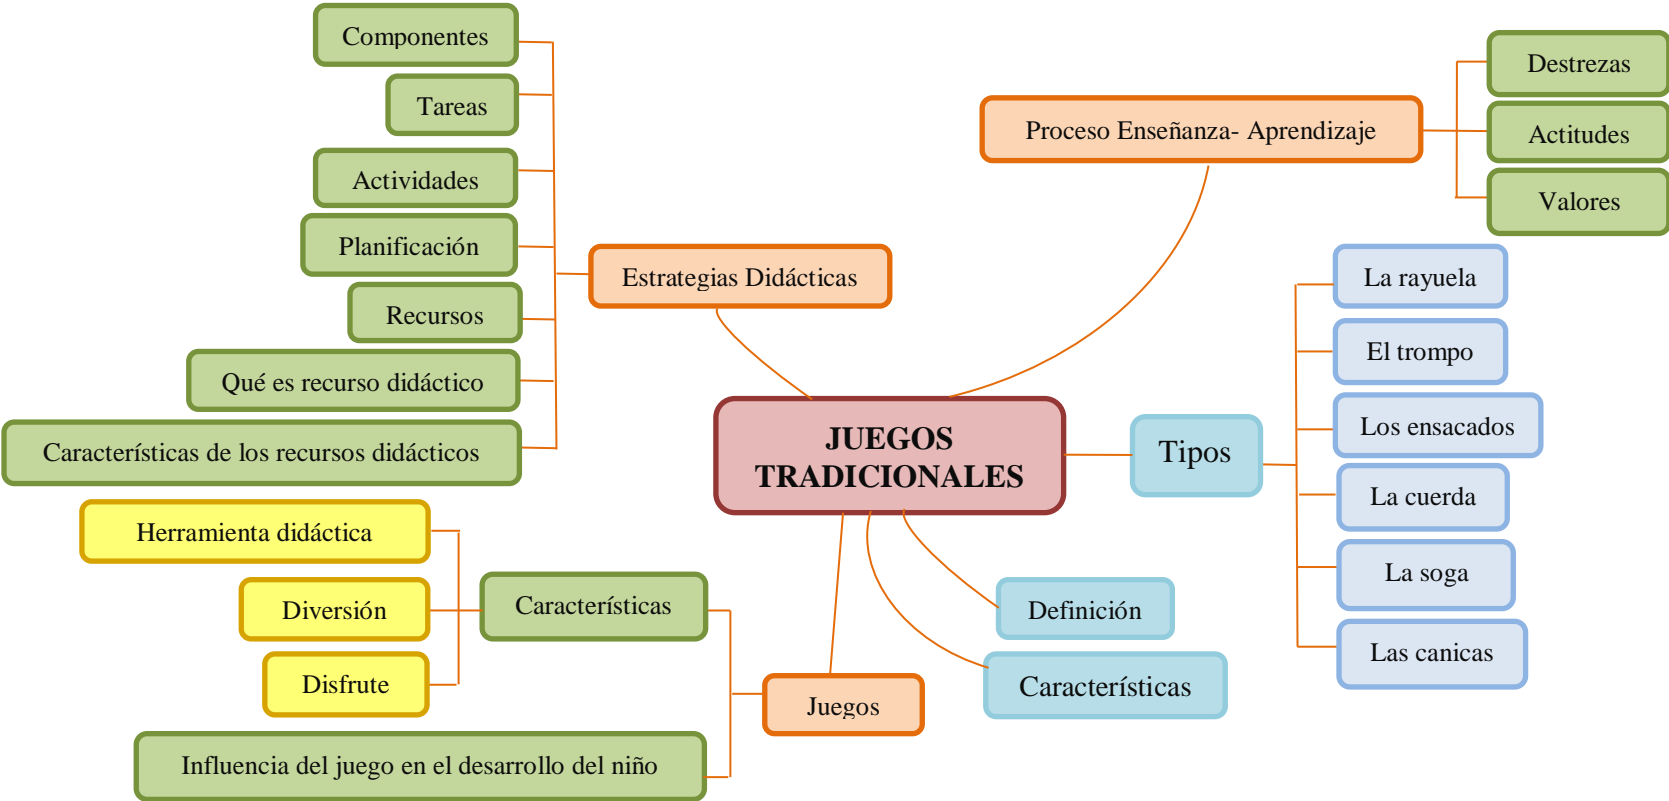 Componentes
Tareas
Actividades
Planificación
Recursos
Qué es recurso didáctico
Características de los recursos didácticos
Estrategias Didácticas
Proceso Enseñanza- Aprendizaje
Destrezas
Actitudes
Valores
JUEGOS
TRADICIONALES
Tipos
La rayuela
El trompo
Los ensacados
La cuerda
La soga
Las canicas
Definición
Características
Juegos
Características
Herramienta didáctica
Diversión
Disfrute
Influencia del juego en el desarrollo del niño